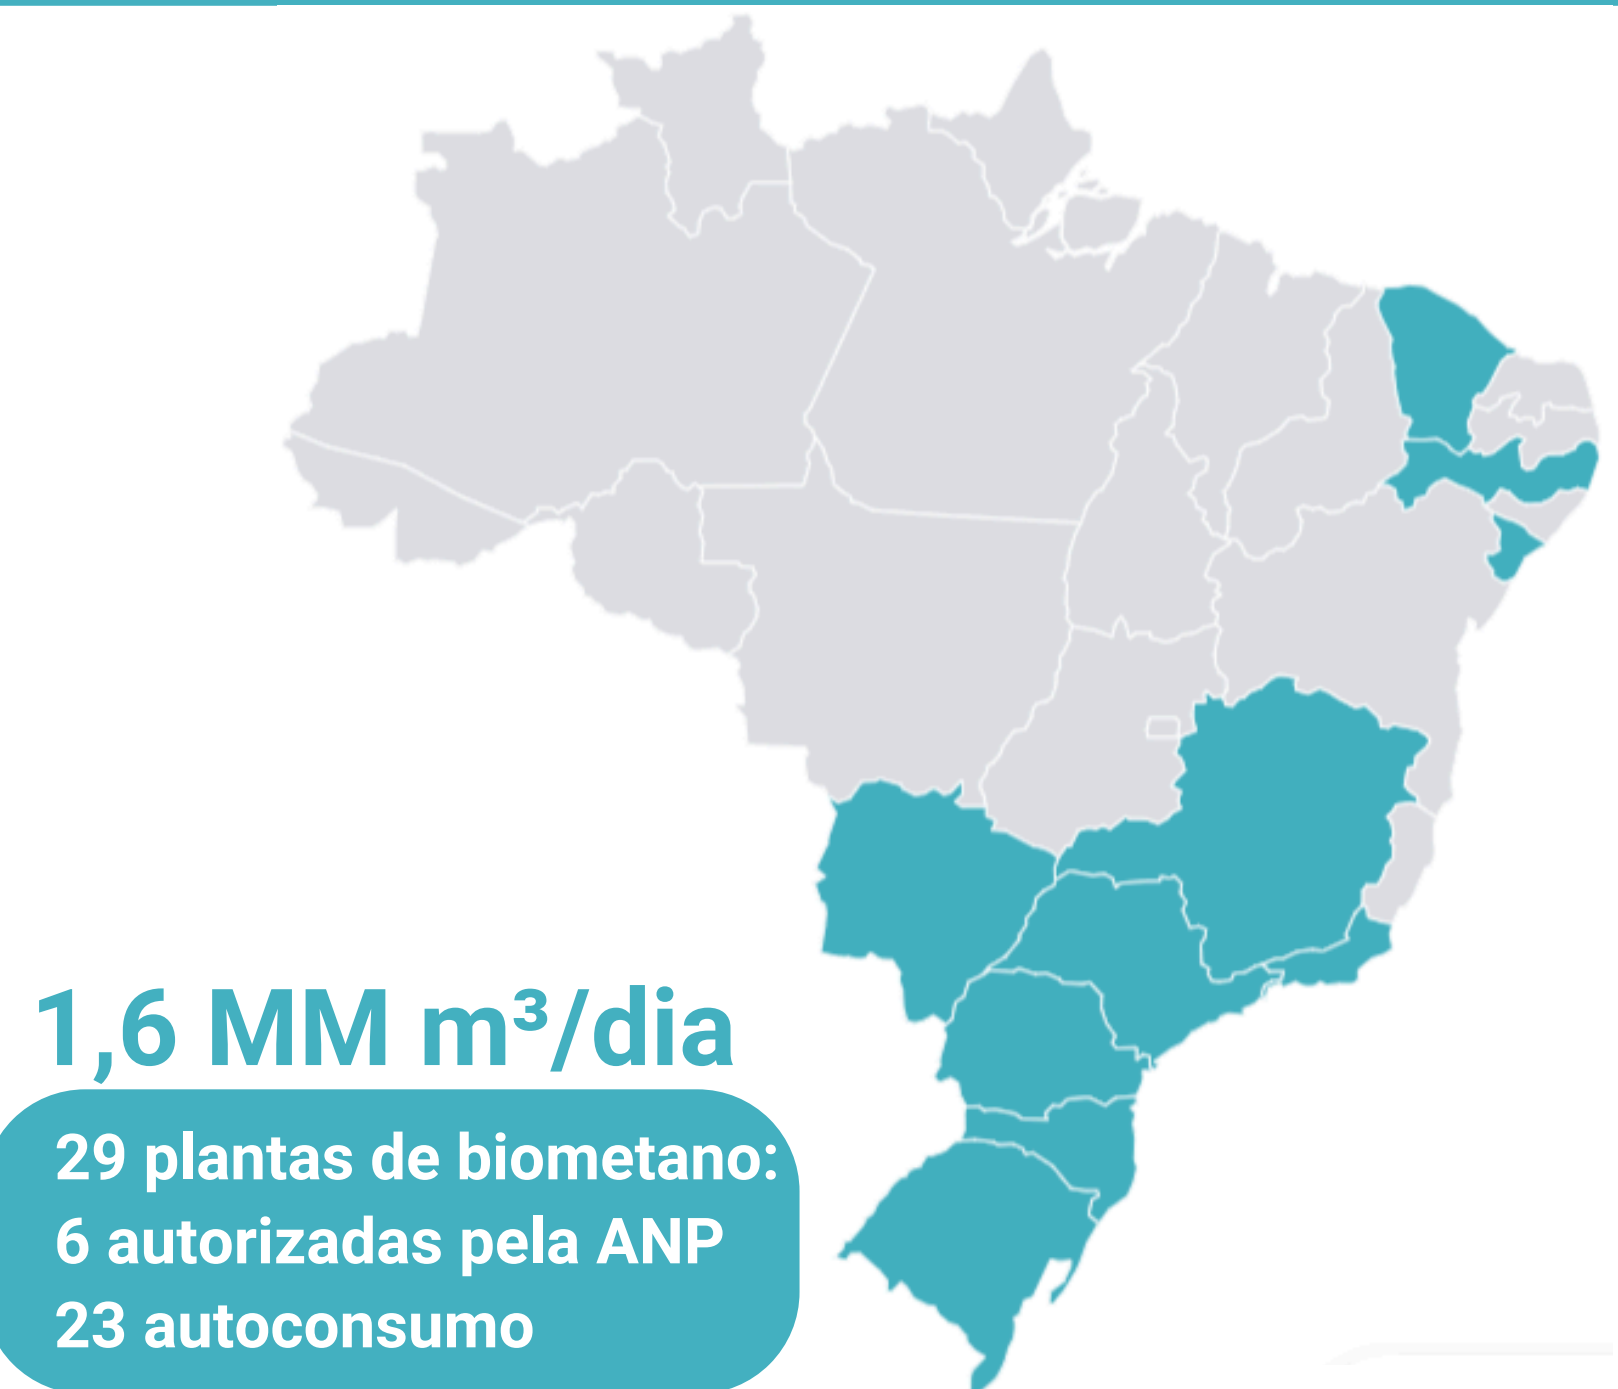 1,6 MM m³/dia
29 plantas de biometano:
6 autorizadas pela ANP
23 autoconsumo